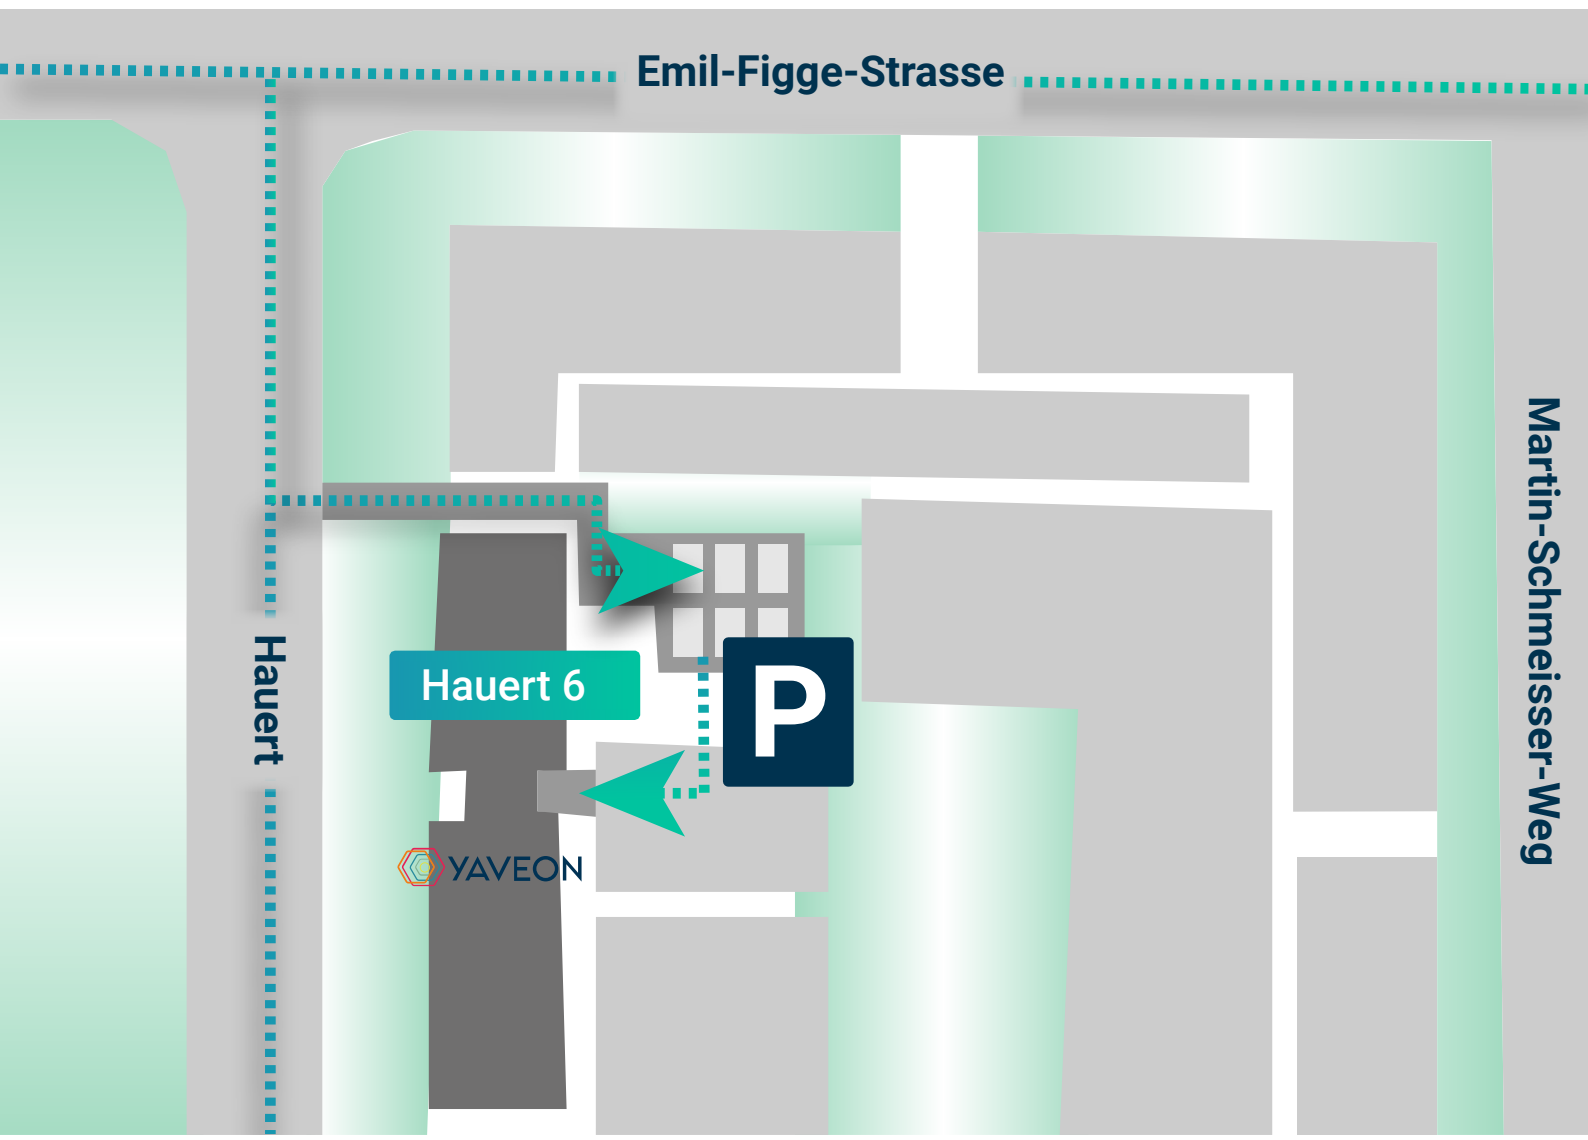 Emil-Figge-Strasse
Martin-Schmeisser-Weg
Hauert
Hauert 6
P
YAVEON